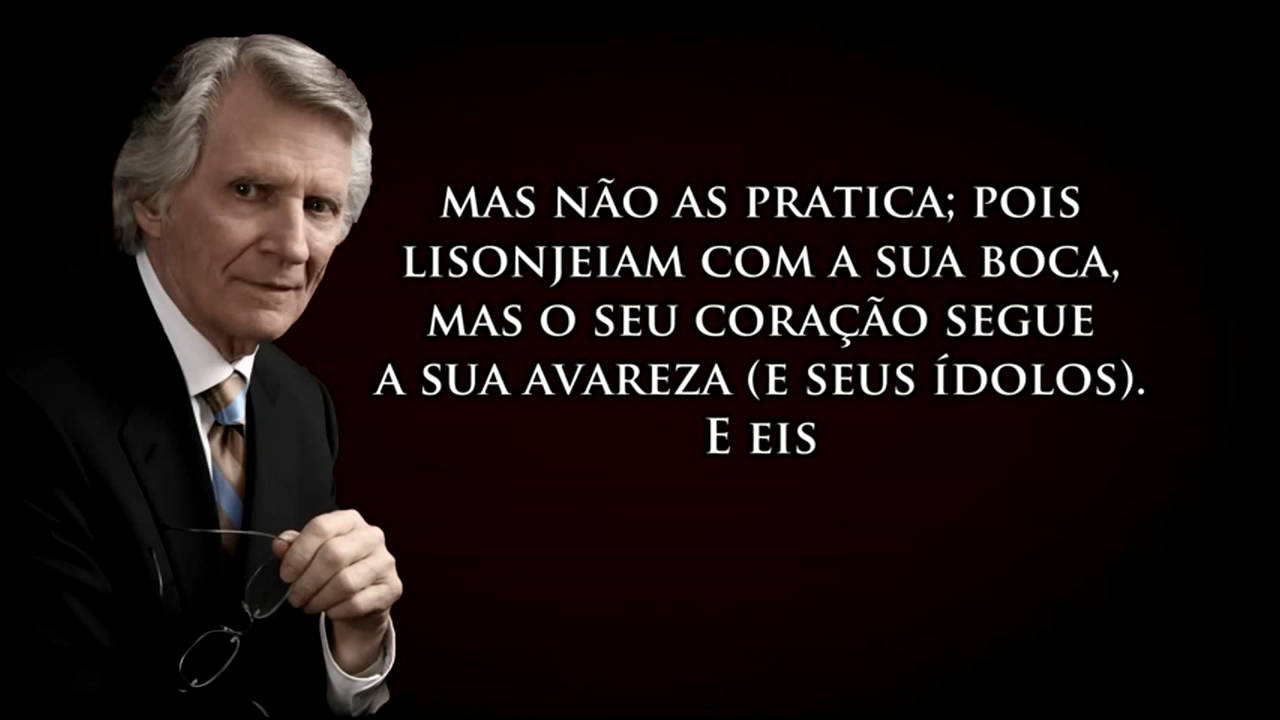 MAS NÃO AS PRATICA; POIS
LISONJEIAM COM A SUA BOCA,
MAS O SEU CORAÇÃO SEGUE
A SUA AVAREZA (E SEUS ÍDOLOS).
E EIS